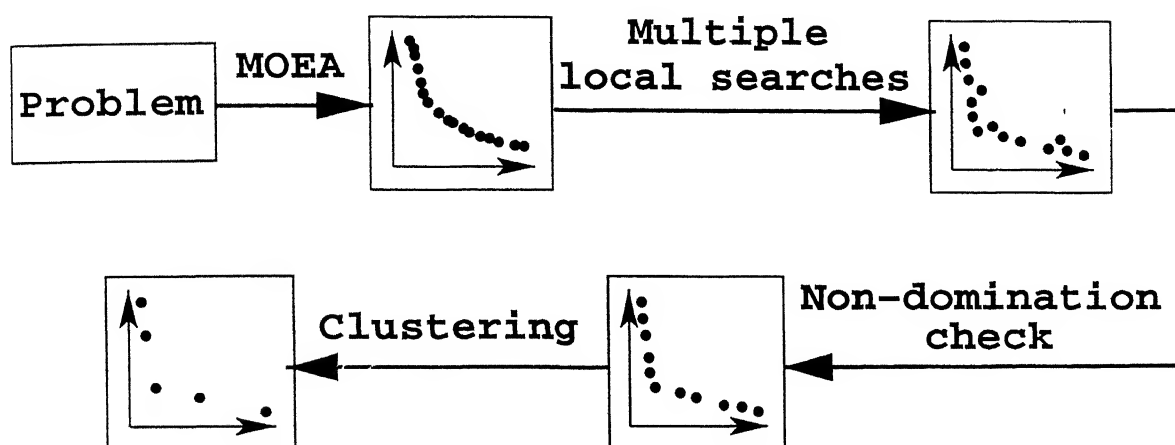 Problem
MOEA
Multiple
local searches
Non-domination
check
Clustering